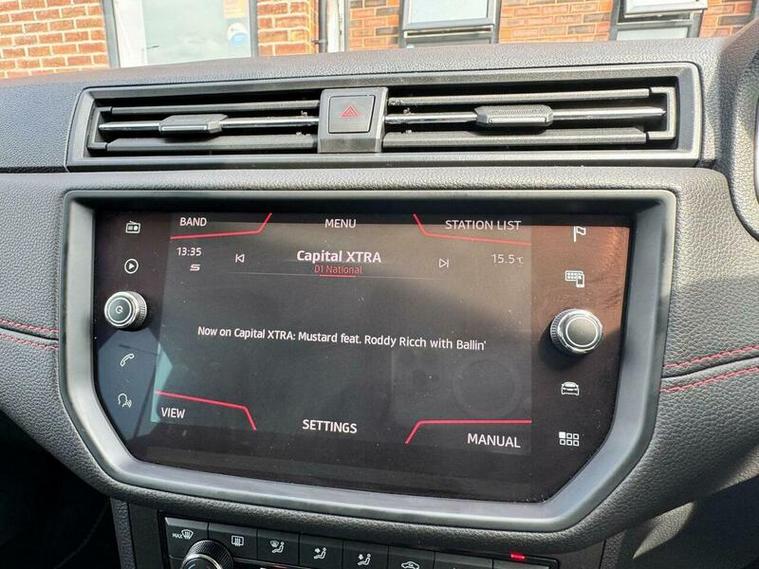 BAND MENU STATION LIST
13:35 Capital XTRA 15.5°c
D1 National
Now on Capital XTRA: Mustard feat. Roddy Ricch with Ballin'
VIEW SETTINGS MANUAL
MAX